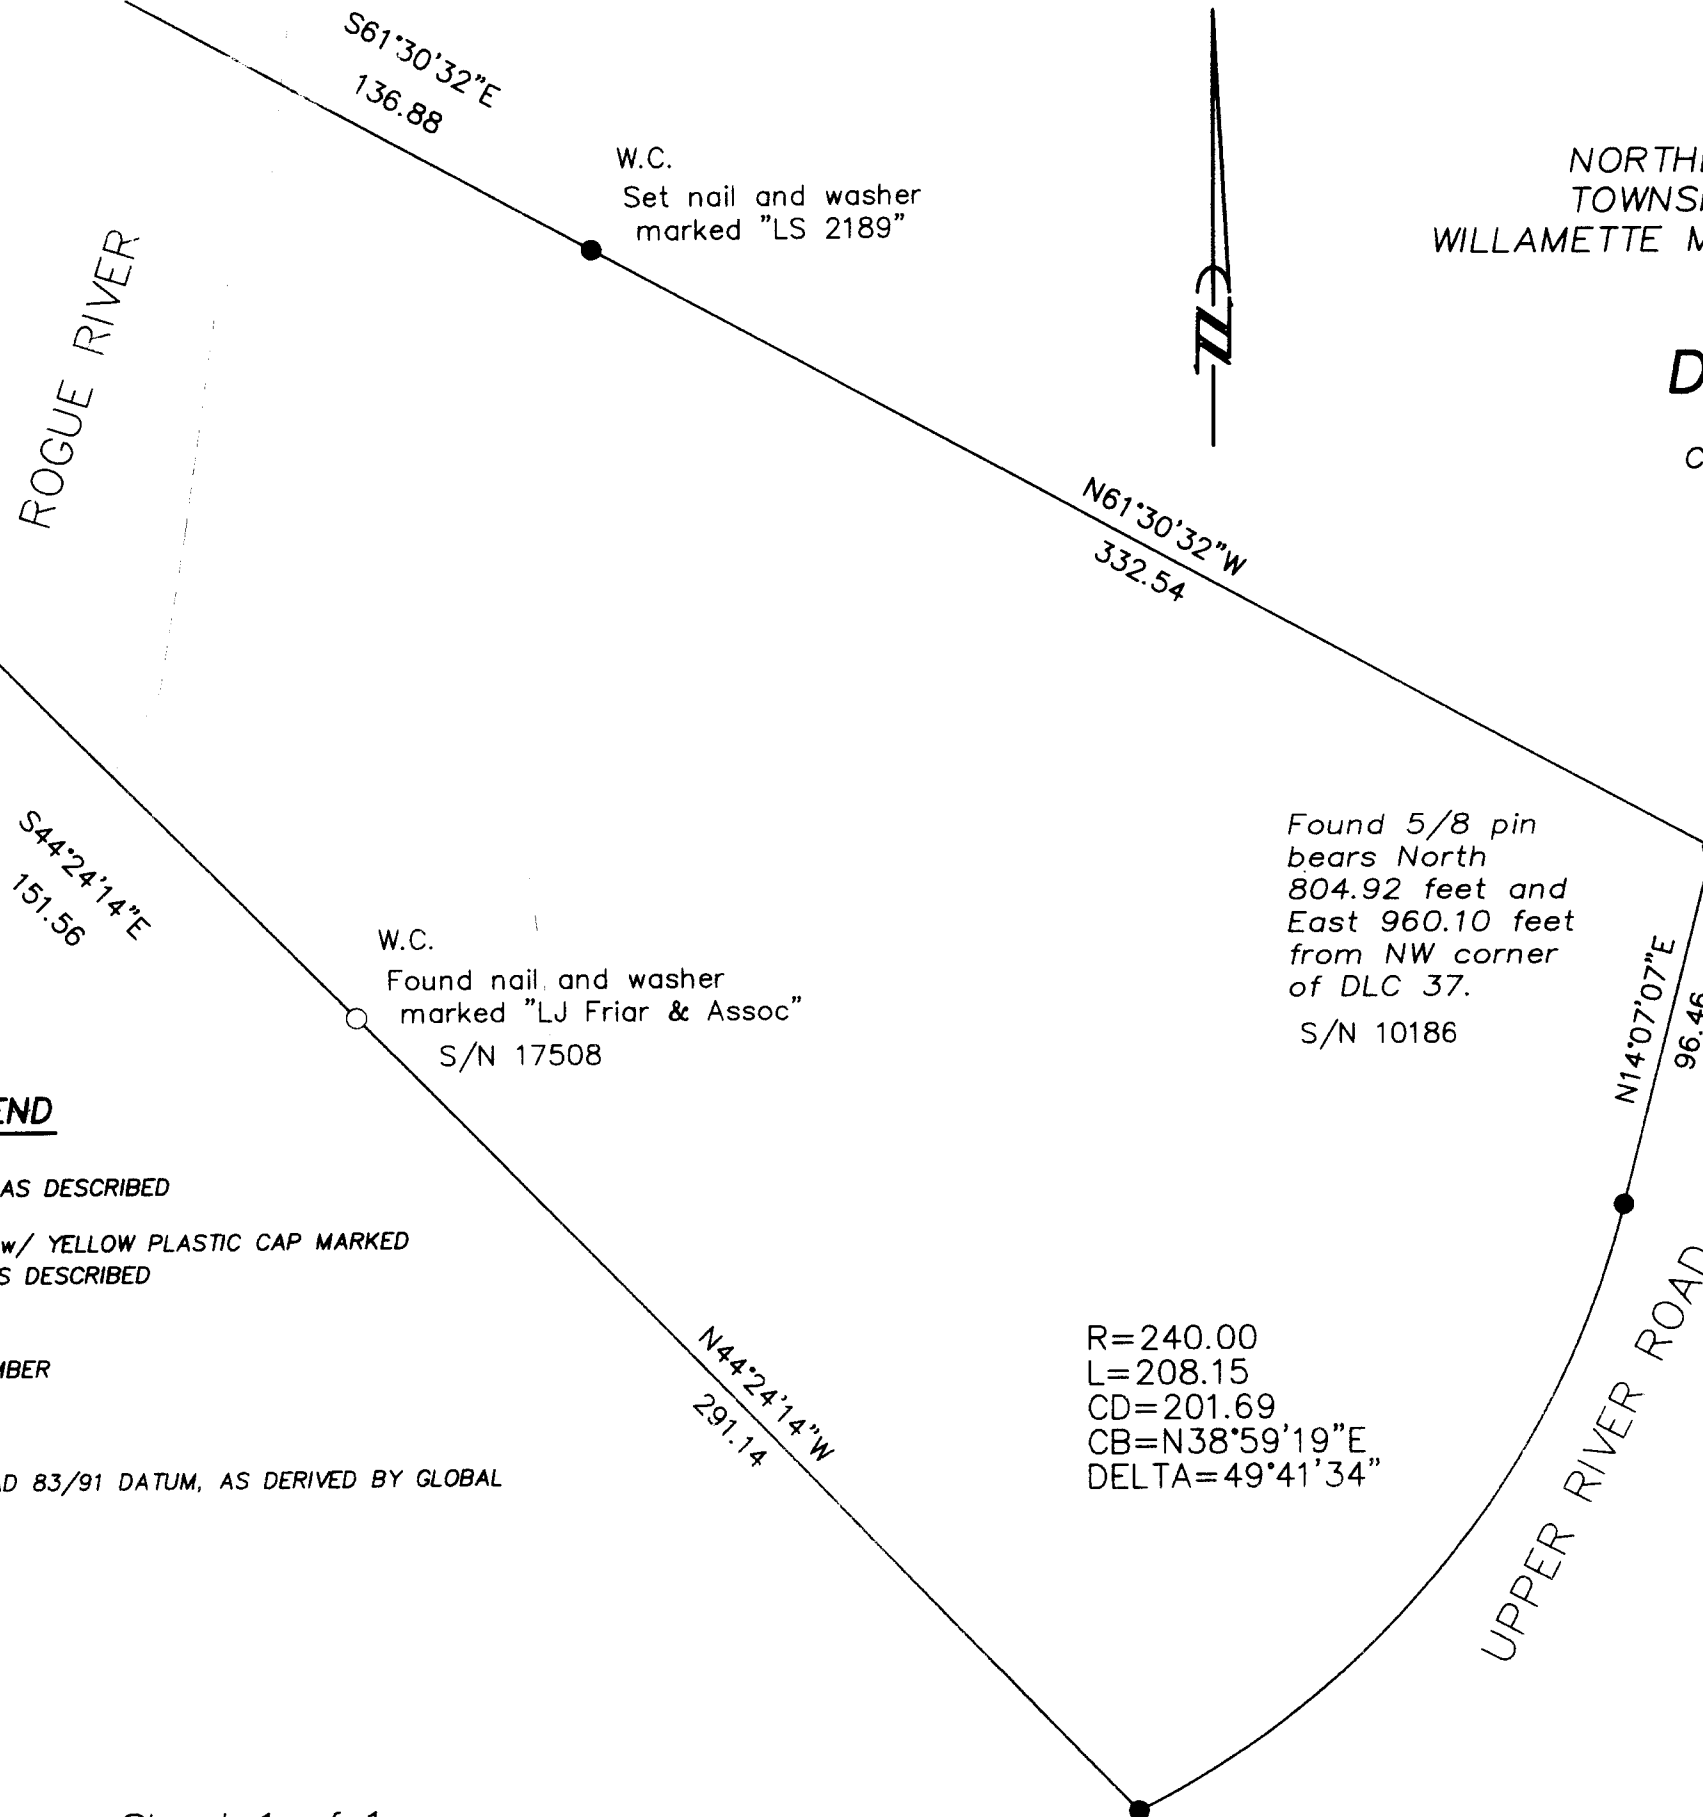 S61°30'32"E
136.88
W.C.
Set nail and washer
marked "LS 2189"
WILLAMETTE
ROGUE RIVER
N61°30'32"W
332.54
Found 5/8 pin
bears North
804.92 feet and
East 960.10 feet
from NW corner
of DLC 37.
S/N 10186
N14°07'07"E
96.46
S44°24'14"E
151.56
W.C.
Found nail and washer
marked "LJ Friar & Assoc"
S/N 17508
AS DESCRIBED
w/ YELLOW PLASTIC CAP MARKED
DESCRIBED
N44°24'14"W
291.14
R=240.00
L=208.15
CD=201.69
CB=N38°59'19"E
DELTA=49°41'34"
83/91 DATUM, AS DERIVED BY GLOBAL
UPPER RIVER ROAD